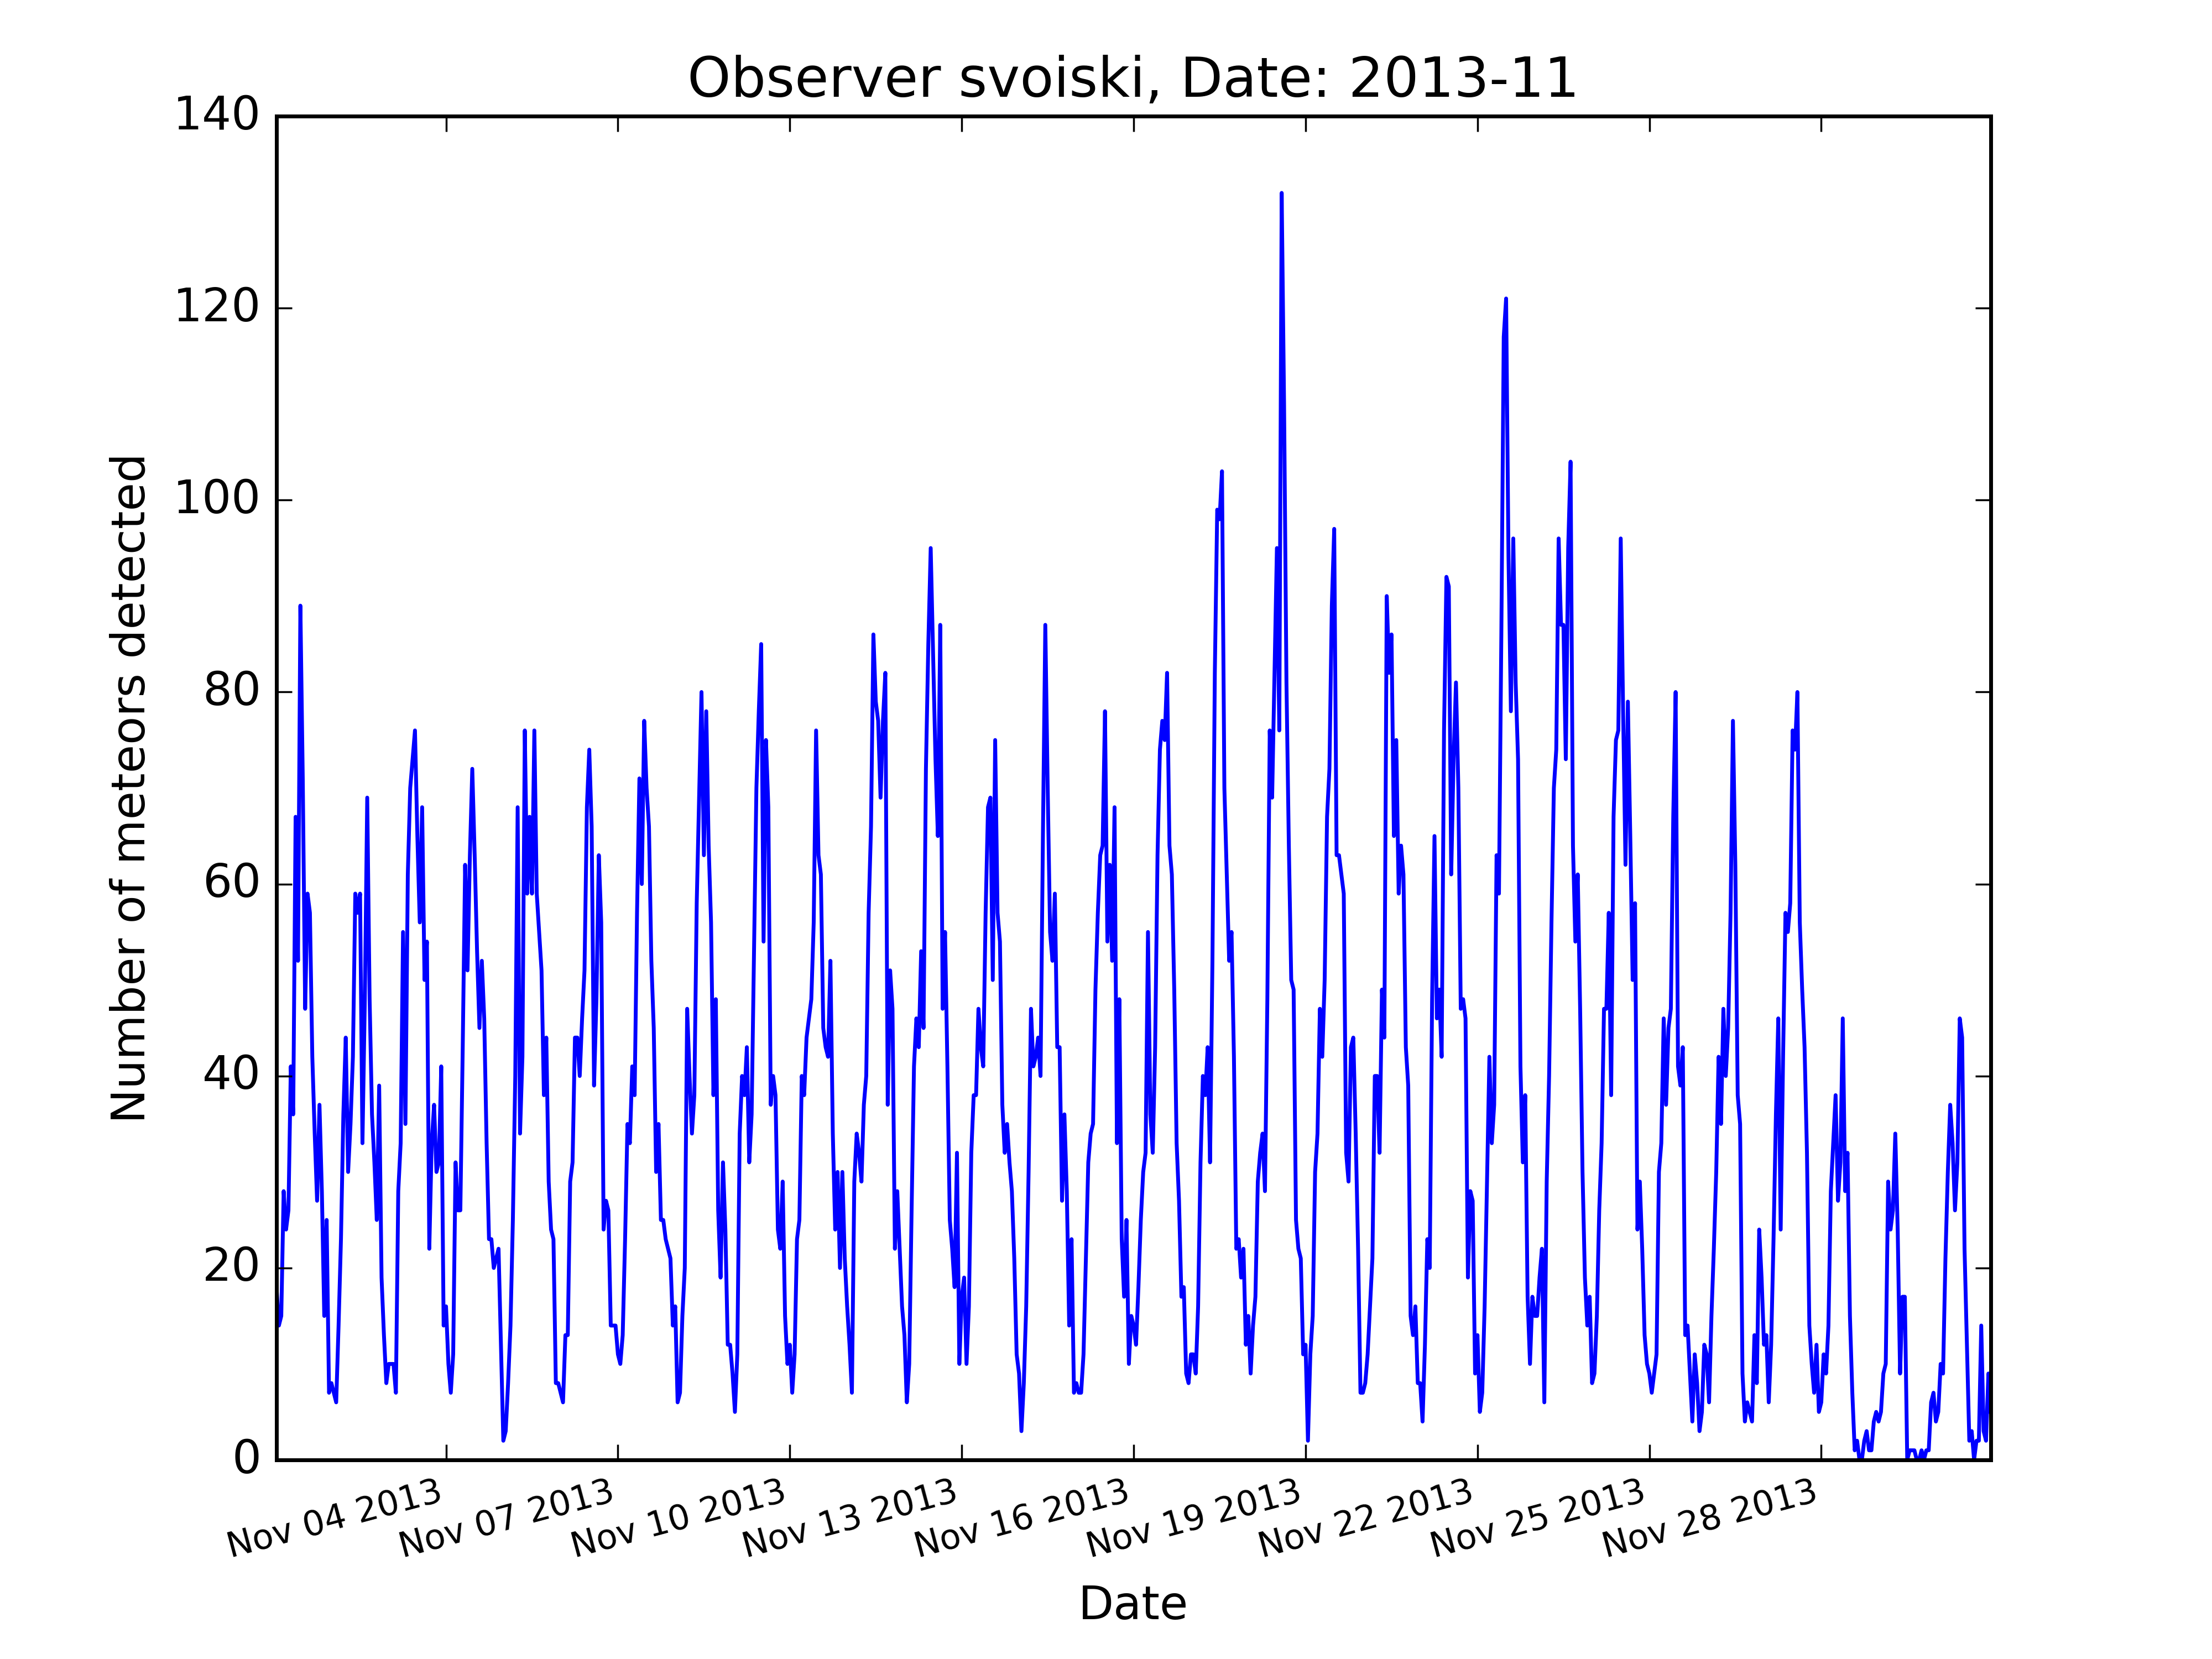 Observer svoiski, Date: 2013-11
140
120
100
80
60
40
20
0
Number of meteors detected
Nov 04 2013
Nov 07 2013
Nov 10 2013
Nov 13 2013
Nov 16 2013
Nov 19 2013
Nov 22 2013
Nov 25 2013
Nov 28 2013
Date